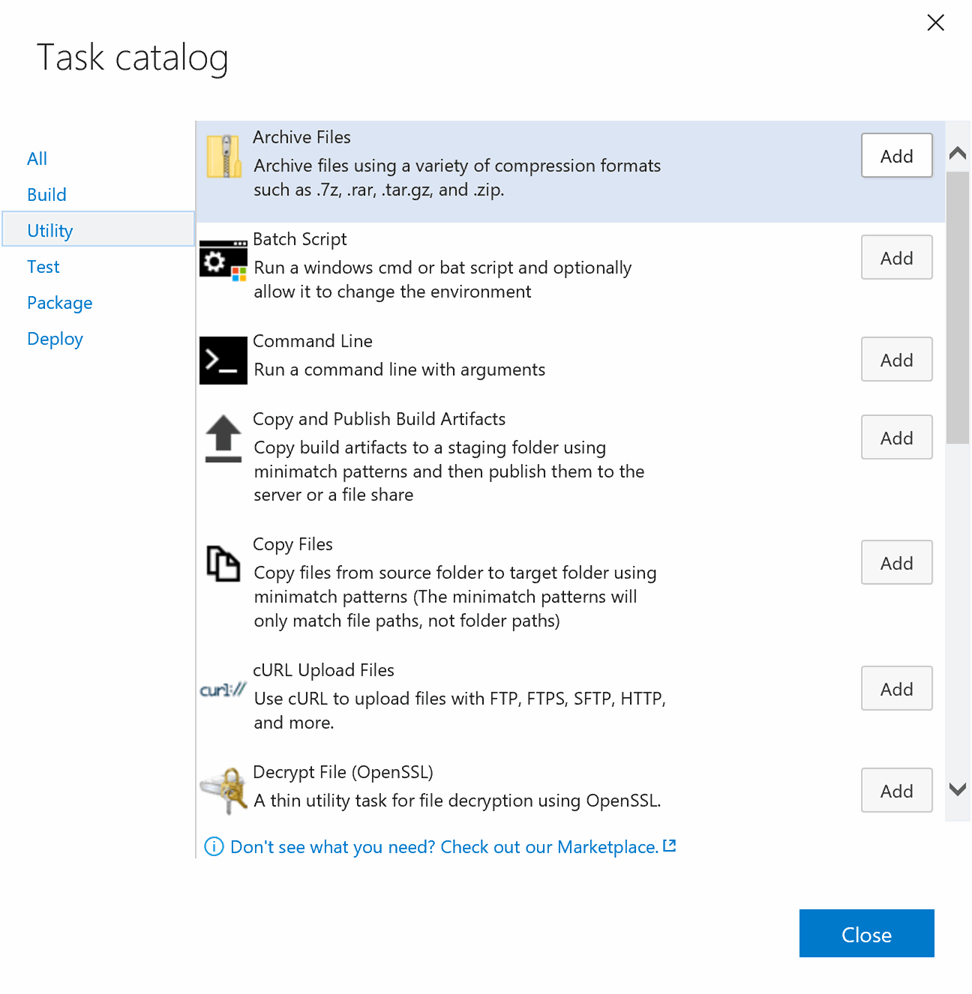 Task catalog
All
Build
Utility
Test
Package
Deploy
Archive Files
Archive files using a variety of compression formats
such as .7z, .rar, .tar.gz, and .zip.
Add
Batch Script
Run a windows cmd or bat script and optionally
allow it to change the environment
Add
Command Line
Run a command line with arguments
Add
Copy and Publish Build Artifacts
Copy build artifacts to a staging folder using
minimatch patterns and then publish them to the
server or a file share
Add
Copy Files
Copy files from source folder to target folder using
minimatch patterns (The minimatch patterns will
only match file paths, not folder paths)
Add
curl://
cURL Upload Files
Use cURL to upload files with FTP, FTPS, SFTP, HTTP,
and more.
Add
Decrypt File (OpenSSL)
A thin utility task for file decryption using OpenSSL.
Add
Don't see what you need? Check out our Marketplace.
Close